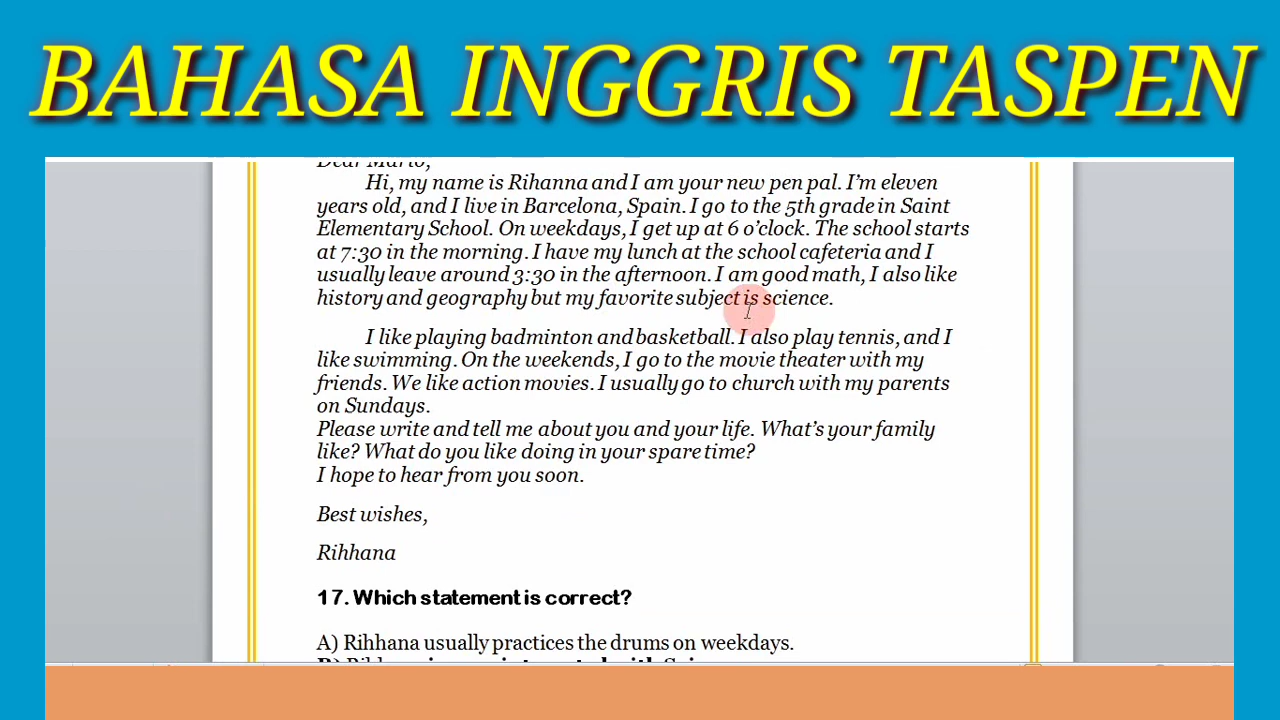 BAHASA INGGRIS TASPEN
Dear Mario,
Hi, my name is Rihanna and I am your new pen pal. I'm eleven
years old, and I live in Barcelona, Spain. I go to the 5th grade in Saint
Elementary School. On weekdays, I get up at 6 o'clock. The school starts
at 7:30 in the morning. I have my lunch at the school cafeteria and I
usually leave around 3:30 in the afternoon. I am good math, I also like
history and geography but my favorite subject is science.
I like playing badminton and basketball. I also play tennis, and I
like swimming. On the weekends, I go to the movie theater with my
friends. We like action movies. I usually go to church with my parents
on Sundays.
Please write and tell me about you and your life. What's your family
like? What do you like doing in your spare time?
I hope to hear from you soon.
Best wishes,
Rihhana
17. Which statement is correct?
A) Rihhana usually practices the drums on weekdays.